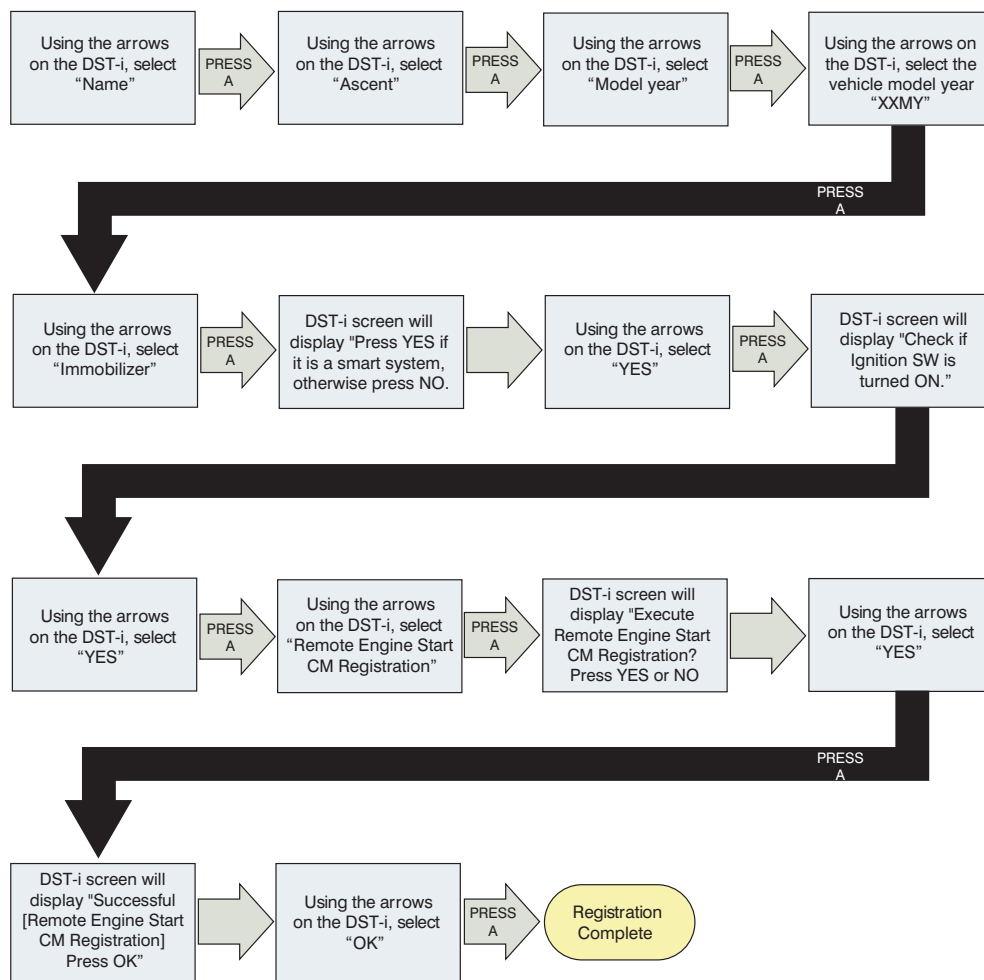 Using the arrows
on the DST-i, select
“Name”
PRESS
A
Using the arrows
on the DST-i, select
“Ascent”
PRESS
A
Using the arrows
on the DST-i, select
“Model year”
PRESS
A
Using the arrows on
the DST-i, select the
vehicle model year
“XXMY”
PRESS
A
Using the arrows
on the DST-i, select
“Immobilizer”
PRESS
A
DST-i screen will
display "Press YES if
it is a smart system,
otherwise press NO.
Using the arrows
on the DST-i, select
“YES”
PRESS
A
DST-i screen will
display "Check if
Ignition SW is
turned ON.”
Using the arrows
on the DST-i, select
“YES”
PRESS
A
Using the arrows
on the DST-i, select
“Remote Engine Start
CM Registration”
PRESS
A
DST-i screen will
display "Execute
Remote Engine Start
CM Registration?
Press YES or NO
Using the arrows
on the DST-i, select
“YES”
PRESS
A
DST-i screen will
display "Successful
[Remote Engine Start
CM Registration]
Press OK”
Using the arrows
on the DST-i, select
“OK”
PRESS
A
Registration
Complete